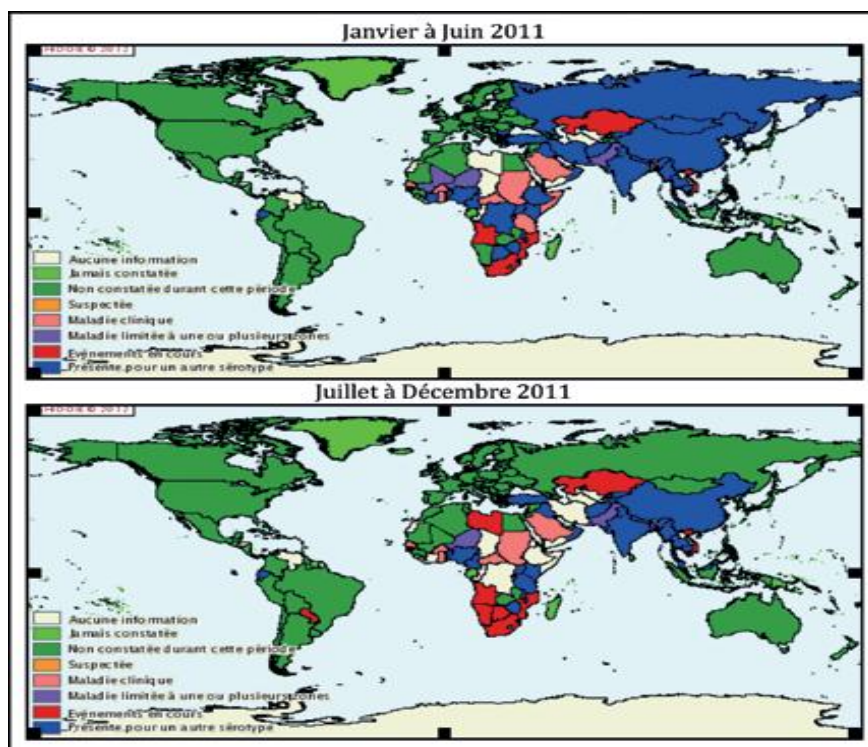 Janvier à Juin 2011
Aucune information
Jamais constatée
Non constatée durant cette période
Suspectée
Maladie clinique
Maladie limitée à une ou plusieurs zones
Evénements en cours
Présente pour un autre sérotype
Juillet à Décembre 2011
Aucune information
Jamais constatée
Non constatée durant cette période
Suspectée
Maladie clinique
Maladie limitée à une ou plusieurs zones
Evénements en cours
Présente pour un autre sérotype